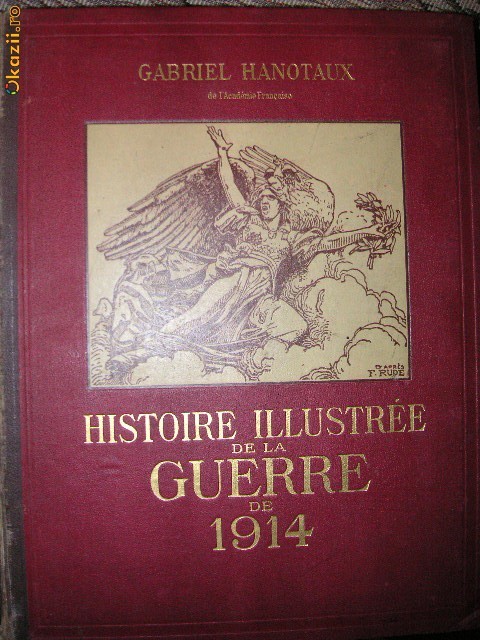 Okazii.ro
GABRIEL HANOTAUX
de l'Académie Française
D'APRÈS
F. RUDE
HISTOIRE ILLUSTRÉE
DE LA
GUERRE
DE
1914